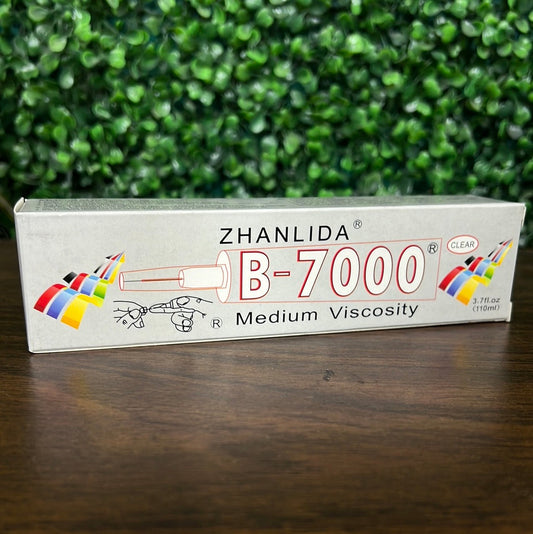 ZHANLIDA®
B-7000®
CLEAR
3.7fl.oz
(110ml)
®
Medium Viscosity